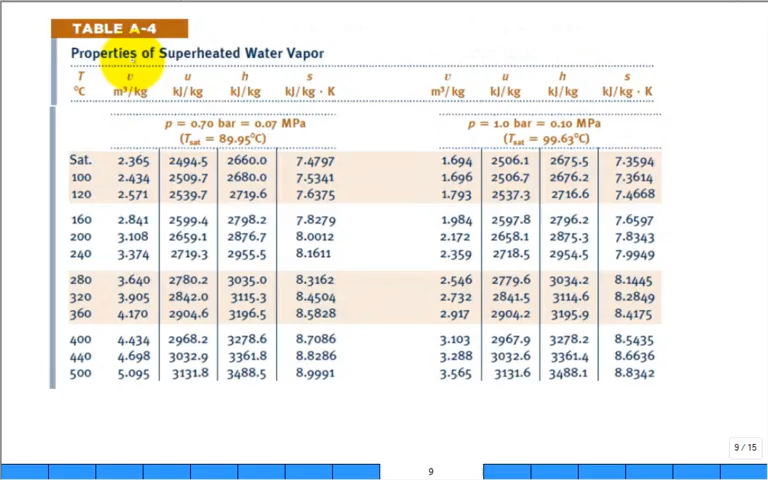 TABLE A-4
Properties of Superheated Water Vapor
T v u h s v u h s
°C m³/kg kJ/kg kJ/kg kJ/kg · K m³/kg kJ/kg kJ/kg kJ/kg · K
p = 0.70 bar = 0.07 MPa p = 1.0 bar = 0.10 MPa
(Tsat = 89.95°C) (Tsat = 99.63°C)
Sat. 2.365 2494.5 2660.0 7.4797 1.694 2506.1 2675.5 7.3594
100 2.434 2509.7 2680.0 7.5341 1.696 2506.7 2676.2 7.3614
120 2.571 2539.7 2719.6 7.6375 1.793 2537.3 2716.6 7.4668
160 2.841 2599.4 2798.2 7.8279 1.984 2597.8 2796.2 7.6597
200 3.108 2659.1 2876.7 8.0012 2.172 2658.1 2875.3 7.8343
240 3.374 2719.3 2955.5 8.1611 2.359 2718.5 2954.5 7.9949
280 3.640 2780.2 3035.0 8.3162 2.546 2779.6 3034.2 8.1445
320 3.905 2842.0 3115.3 8.4504 2.732 2841.5 3114.6 8.2849
360 4.170 2904.6 3196.5 8.5828 2.917 2904.2 3195.9 8.4175
400 4.434 2968.2 3278.6 8.7086 3.103 2967.9 3278.2 8.5435
440 4.698 3032.9 3361.8 8.8286 3.288 3032.6 3361.4 8.6636
500 5.095 3131.8 3488.5 8.9991 3.565 3131.6 3488.1 8.8342
9 / 15
9